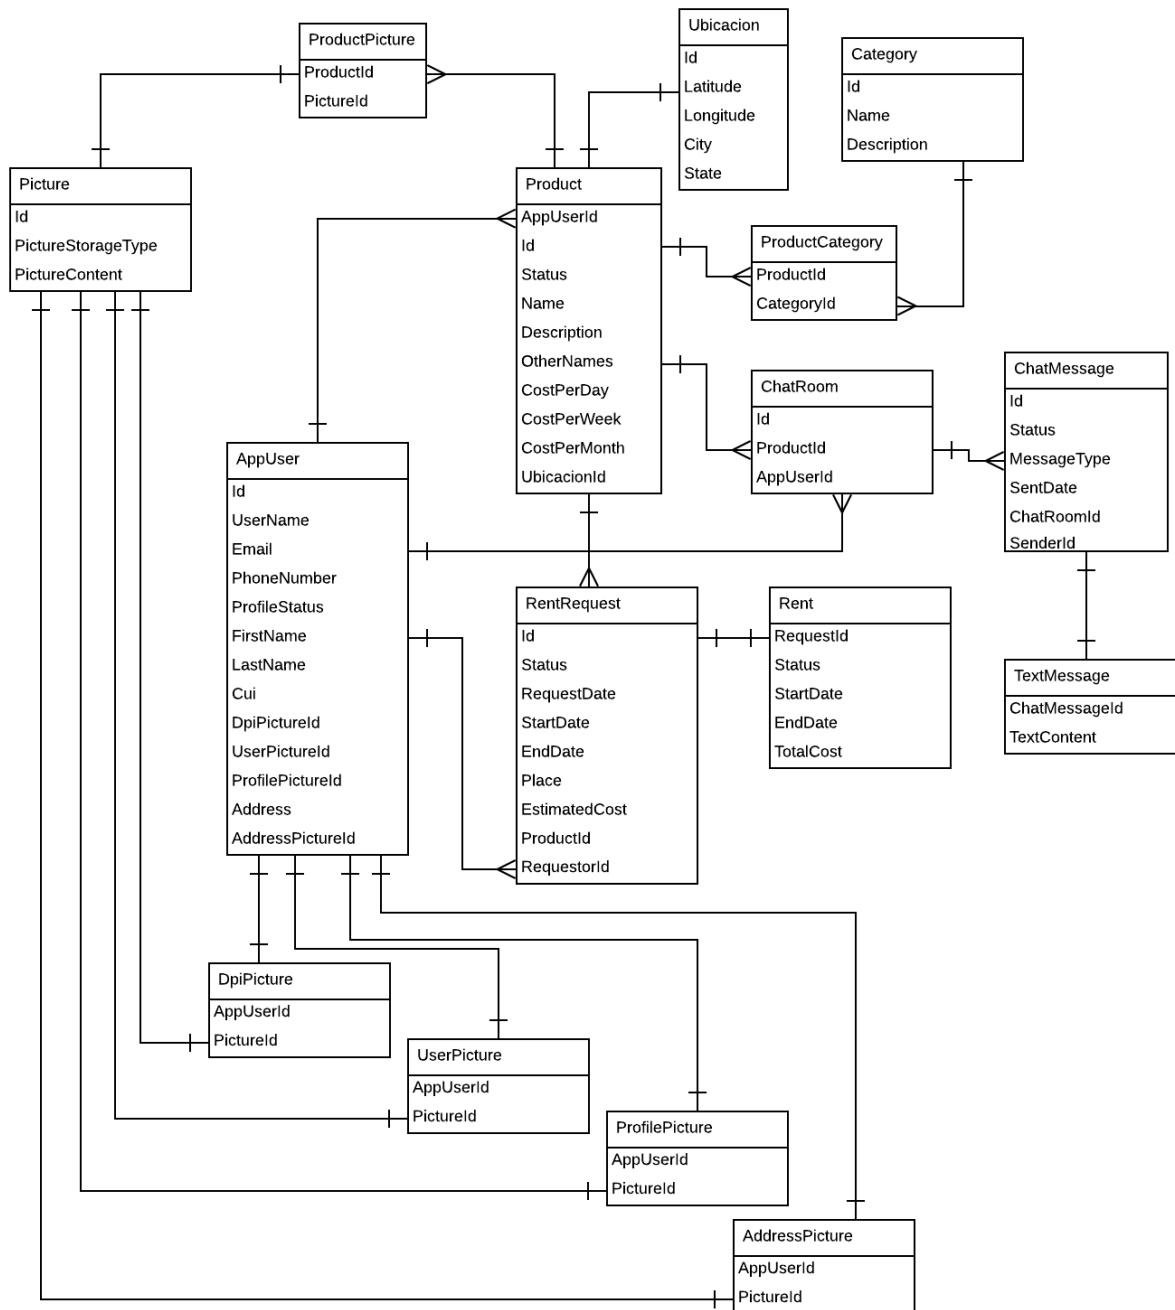 ProductPicture
ProductId
PictureId
Ubicacion
Id
Latitude
Longitude
City
State
Category
Id
Name
Description
Picture
Id
PictureStorageType
PictureContent
Product
AppUserId
Id
Status
Name
Description
OtherNames
CostPerDay
CostPerWeek
CostPerMonth
UbicacionId
ProductCategory
ProductId
CategoryId
ChatRoom
Id
ProductId
AppUserId
ChatMessage
Id
Status
MessageType
SentDate
ChatRoomId
SenderId
AppUser
Id
UserName
Email
PhoneNumber
ProfileStatus
FirstName
LastName
Cui
DpiPictureId
UserPictureId
ProfilePictureId
Address
AddressPictureId
RentRequest
Id
Status
RequestDate
StartDate
EndDate
Place
EstimatedCost
ProductId
RequestorId
Rent
RequestId
Status
StartDate
EndDate
TotalCost
TextMessage
ChatMessageId
TextContent
DpiPicture
AppUserId
PictureId
UserPicture
AppUserId
PictureId
ProfilePicture
AppUserId
PictureId
AddressPicture
AppUserId
PictureId